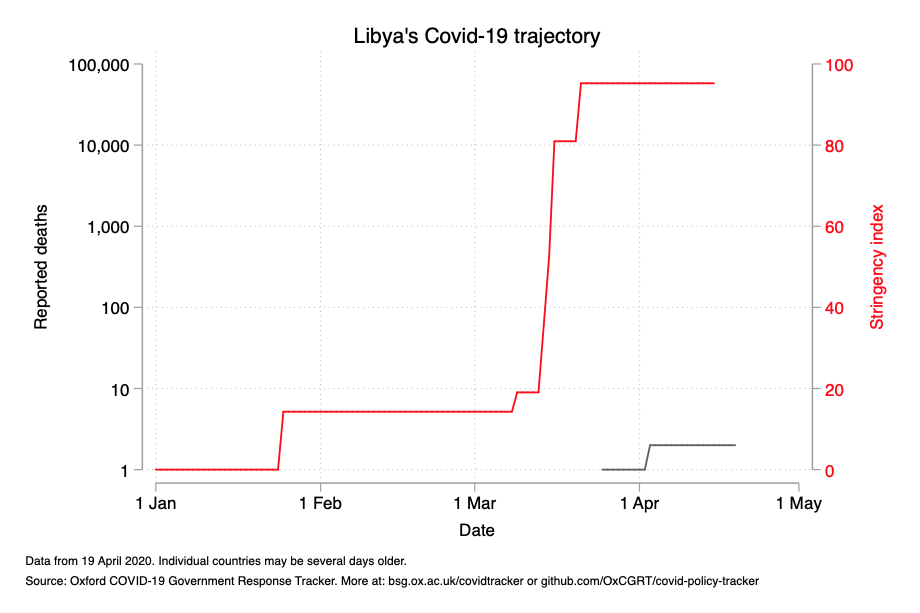 Libya's Covid-19 trajectory
100,000
10,000
1,000
100
10
1
Reported deaths
100
80
60
40
20
0
Stringency index
1 Jan
1 Feb
1 Mar
1 Apr
1 May
Date
Data from 19 April 2020. Individual countries may be several days older.
Source: Oxford COVID-19 Government Response Tracker. More at: bsg.ox.ac.uk/covidtracker or github.com/OxCGRT/covid-policy-tracker